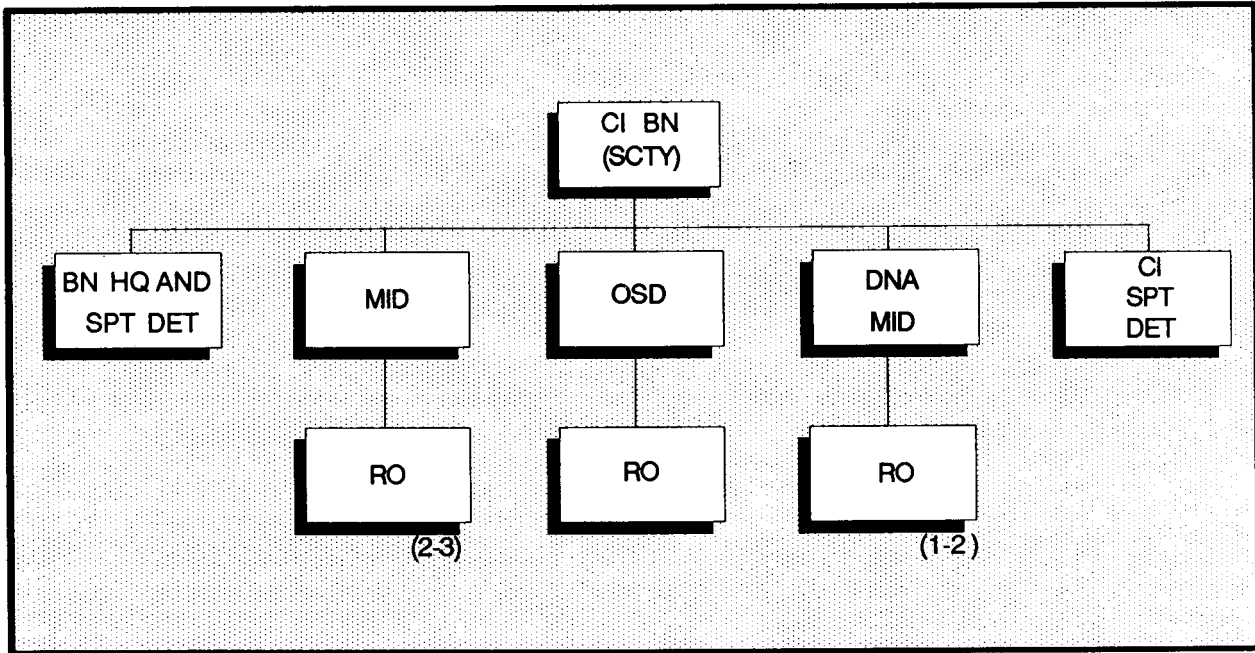 CI BN
(SCTY)
BN HQ AND
SPT DET
MID
OSD
DNA
MID
CI
SPT
DET
RO
(2-3)
RO
RO
(1-2)